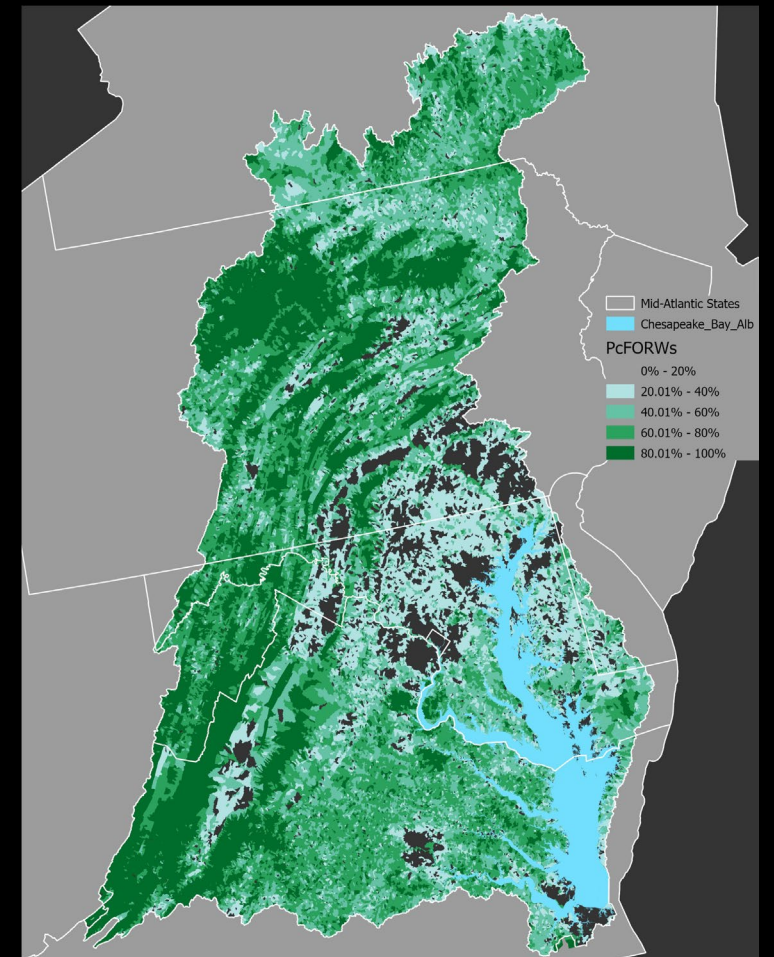 Mid-Atlantic States
Chesapeake_Bay_Alb
PcFORWs
0% - 20%
20.01% - 40%
40.01% - 60%
60.01% - 80%
80.01% - 100%